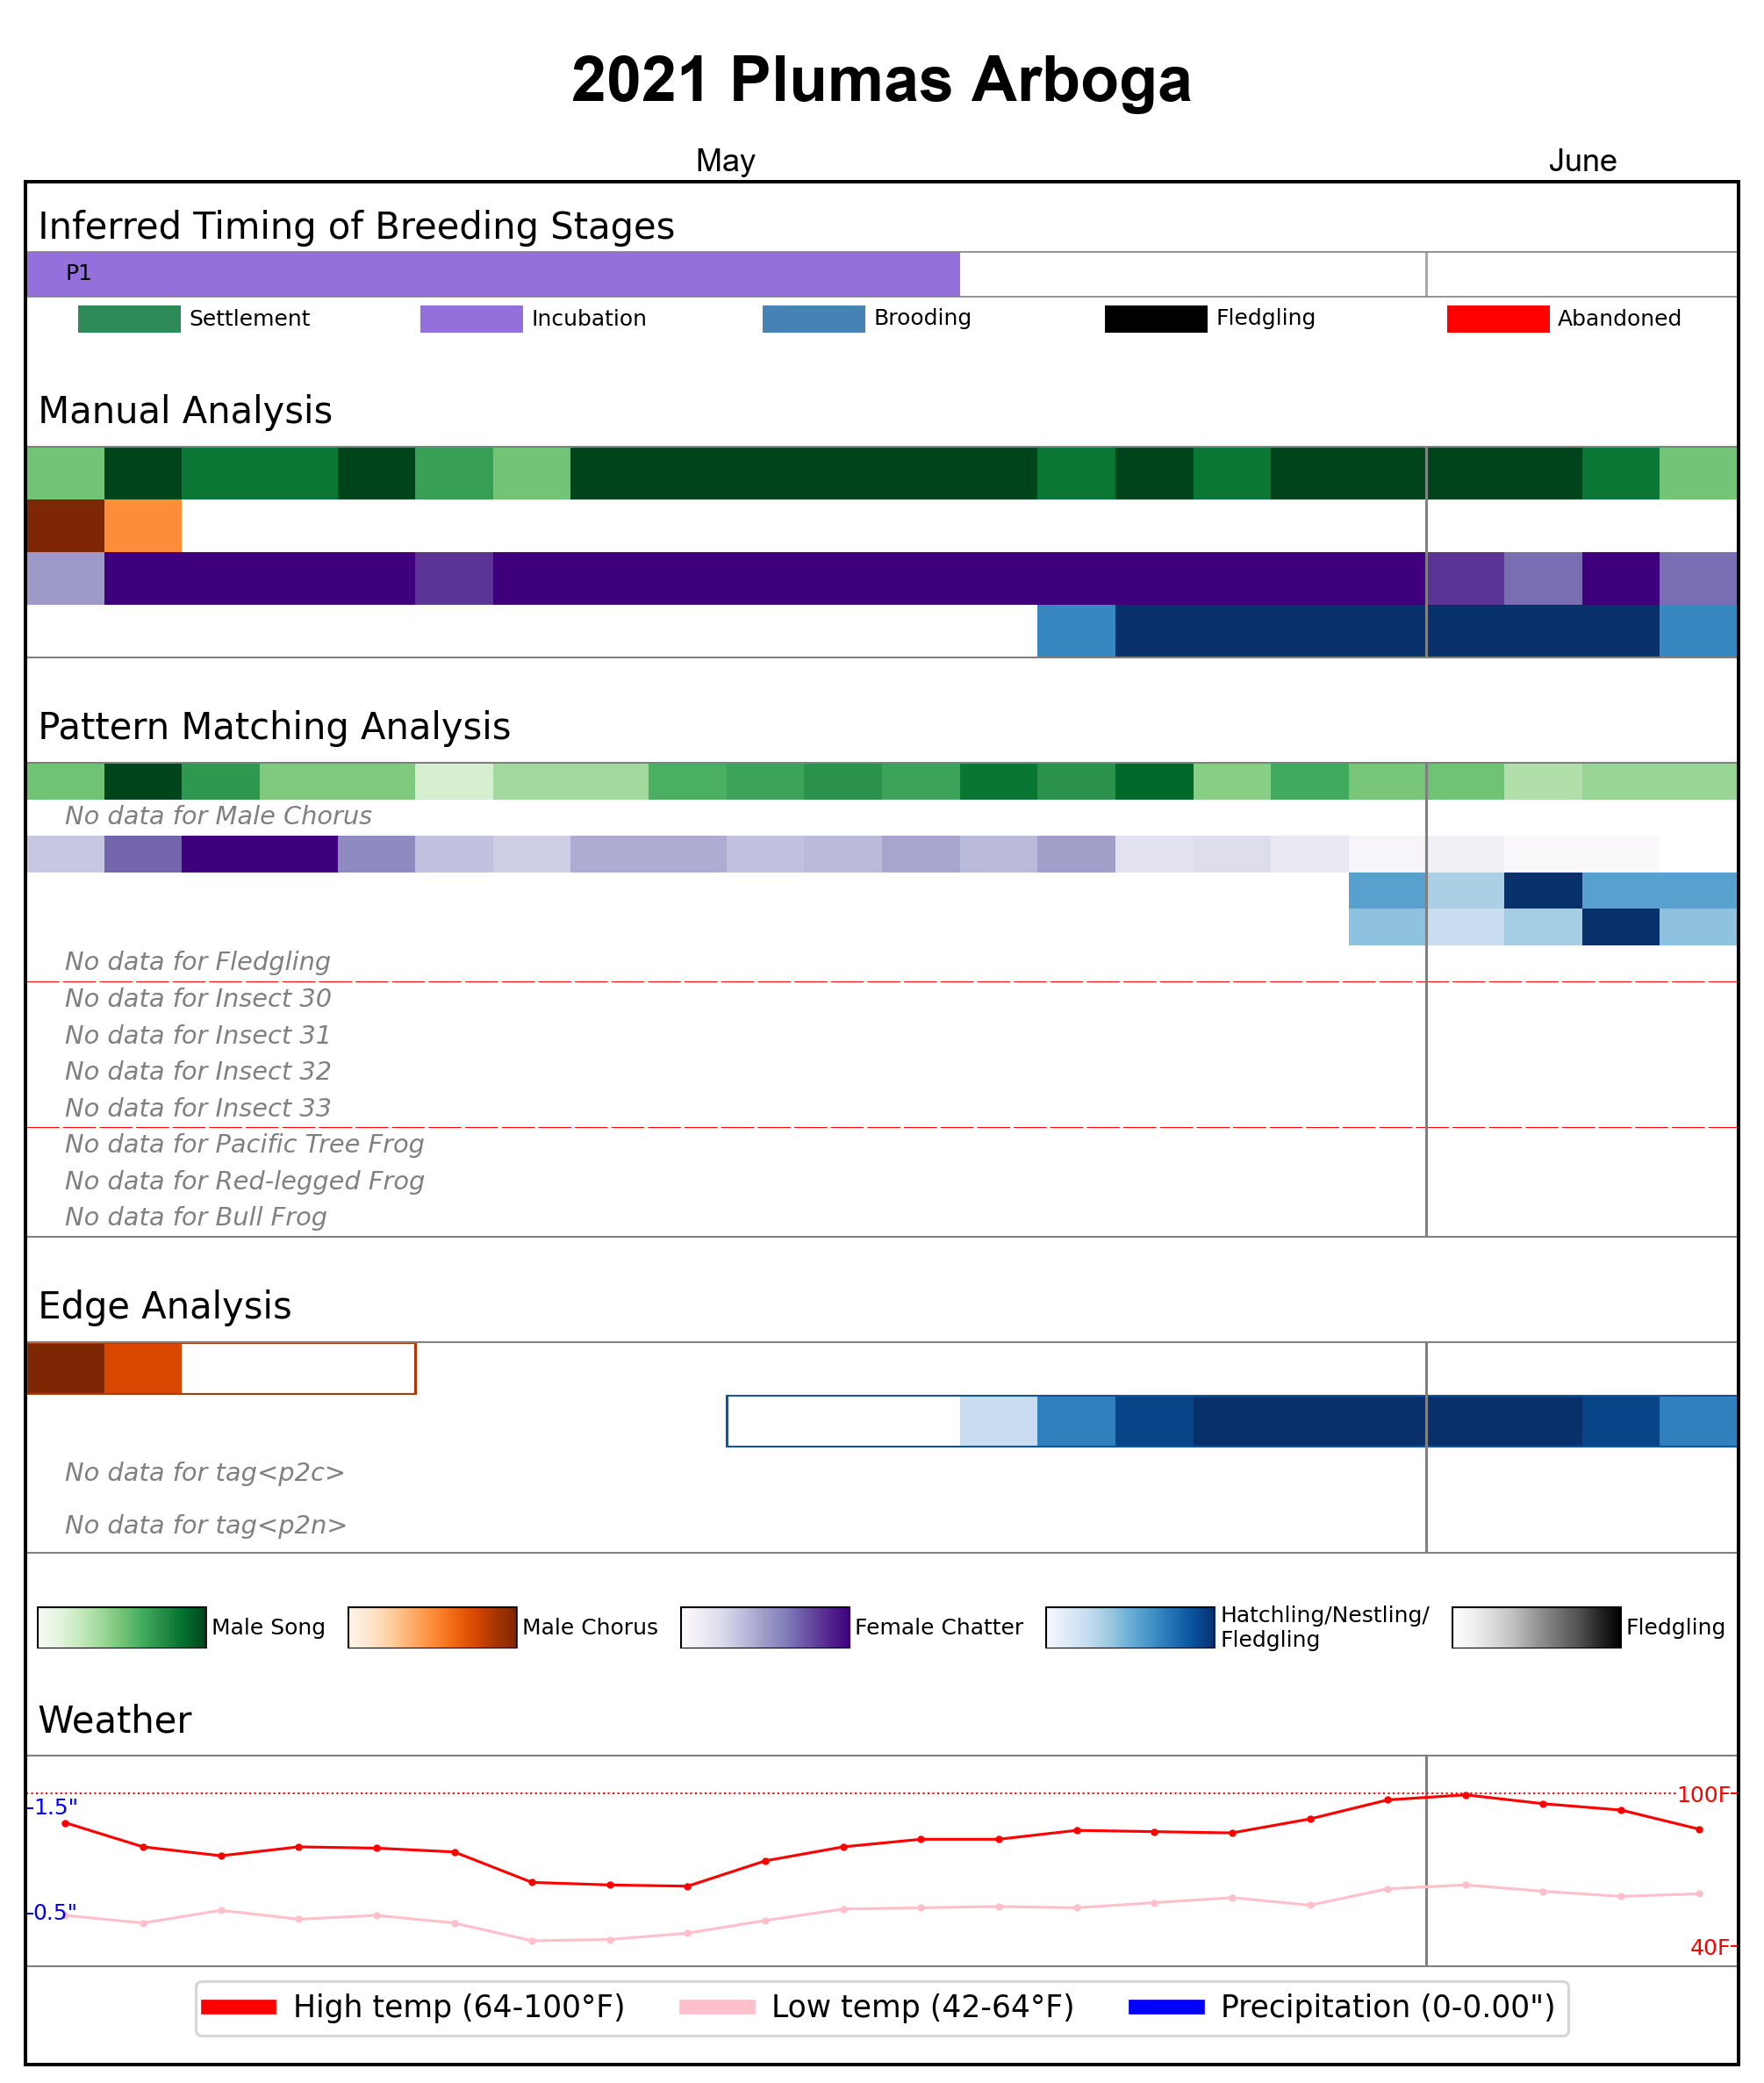 2021 Plumas Arboga
May June
Inferred Timing of Breeding Stages
P1
Settlement Incubation Brooding Fledgling Abandoned
Manual Analysis
Pattern Matching Analysis
No data for Male Chorus
No data for Fledgling
No data for Insect 30
No data for Insect 31
No data for Insect 32
No data for Insect 33
No data for Pacific Tree Frog
No data for Red-legged Frog
No data for Bull Frog
Edge Analysis
No data for tag<p2c>
No data for tag<p2n>
Male Song Male Chorus Female Chatter Hatchling/Nestling/
Fledgling Fledgling
Weather
100F
1.5"
0.5"
40F
High temp (64-100°F) Low temp (42-64°F) Precipitation (0-0.00")